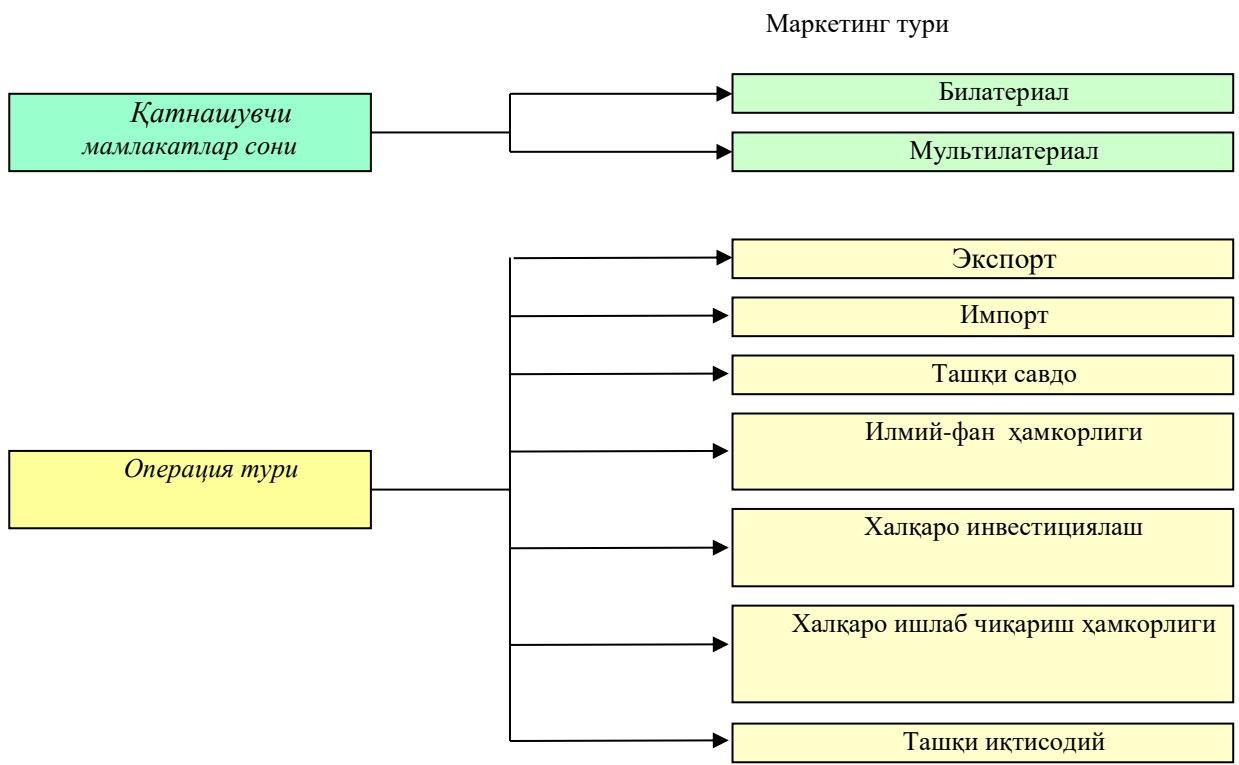 Маркетинг тури
Қатнашувчи
мамлакатлар сони
Билатериал
Мультилатериал
Операция тури
Экспорт
Импорт
Ташқи савдо
Илмий-фан ҳамкорлиги
Халқаро инвестициялаш
Халқаро ишлаб чиқариш ҳамкорлиги
Ташқи иқтисодий